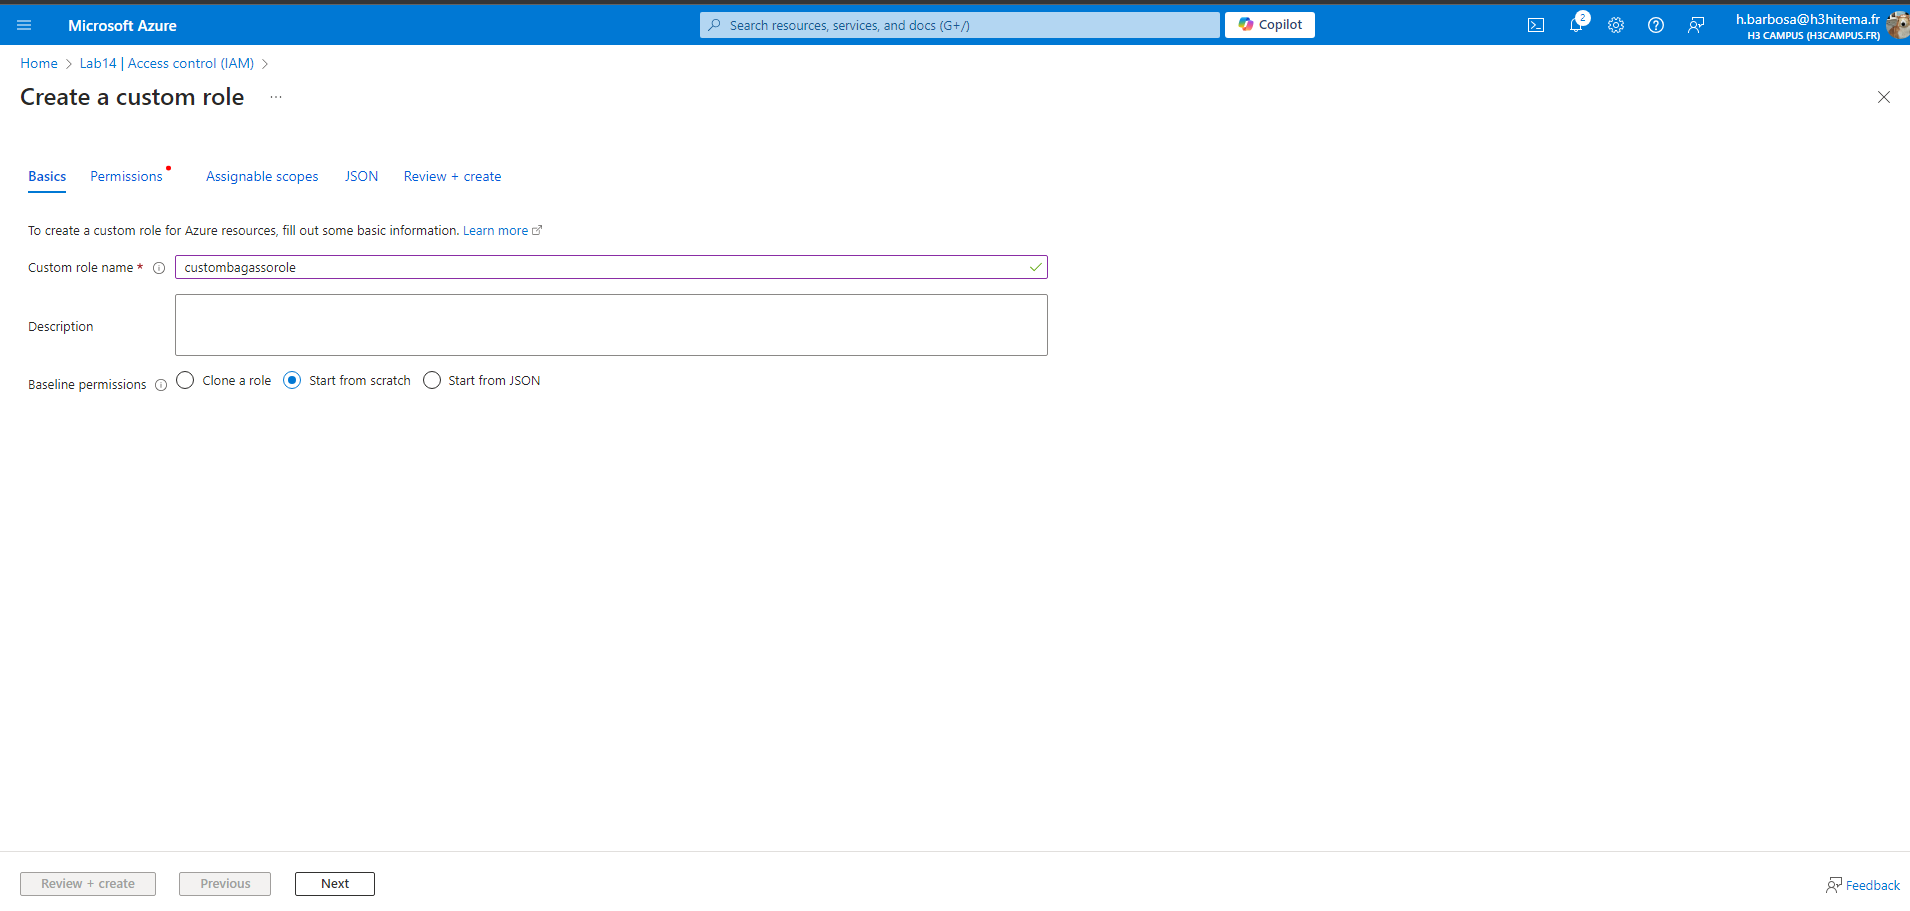 Microsoft Azure
Search resources, services, and docs (G+/)
Copilot
2
h.barbosa@h3hitema.fr
H3 CAMPUS (H3CAMPUS.FR)
Home > Lab14 | Access control (IAM) >
Create a custom role ...
Basics Permissions Assignable scopes JSON Review + create
To create a custom role for Azure resources, fill out some basic information. Learn more
Custom role name * custombagassorole
Description
Baseline permissions Clone a role Start from scratch Start from JSON
Review + create Previous Next Feedback